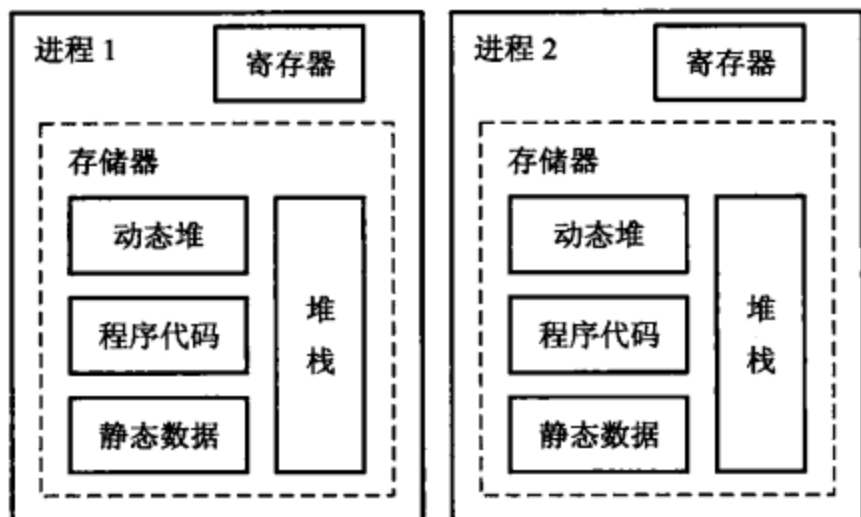 进程 1
寄存器
存储器
动态堆
堆栈
程序代码
静态数据
进程 2
寄存器
存储器
动态堆
堆栈
程序代码
静态数据